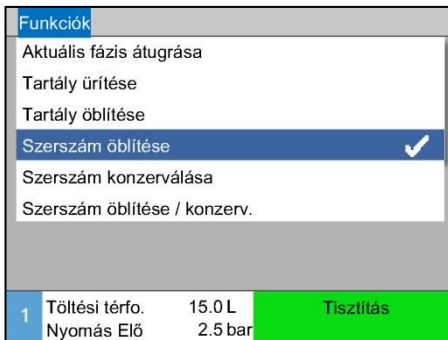 Funkciók
Aktuális fázis átugrása
Tartály ürítése
Tartály öblítése
Szerszám öblítése
Szerszám konzerválása
Szerszám öblítése / konzerv.
1 Töltési térfo. 15.0 L Tisztítás
Nyomás Elő 2.5 bar